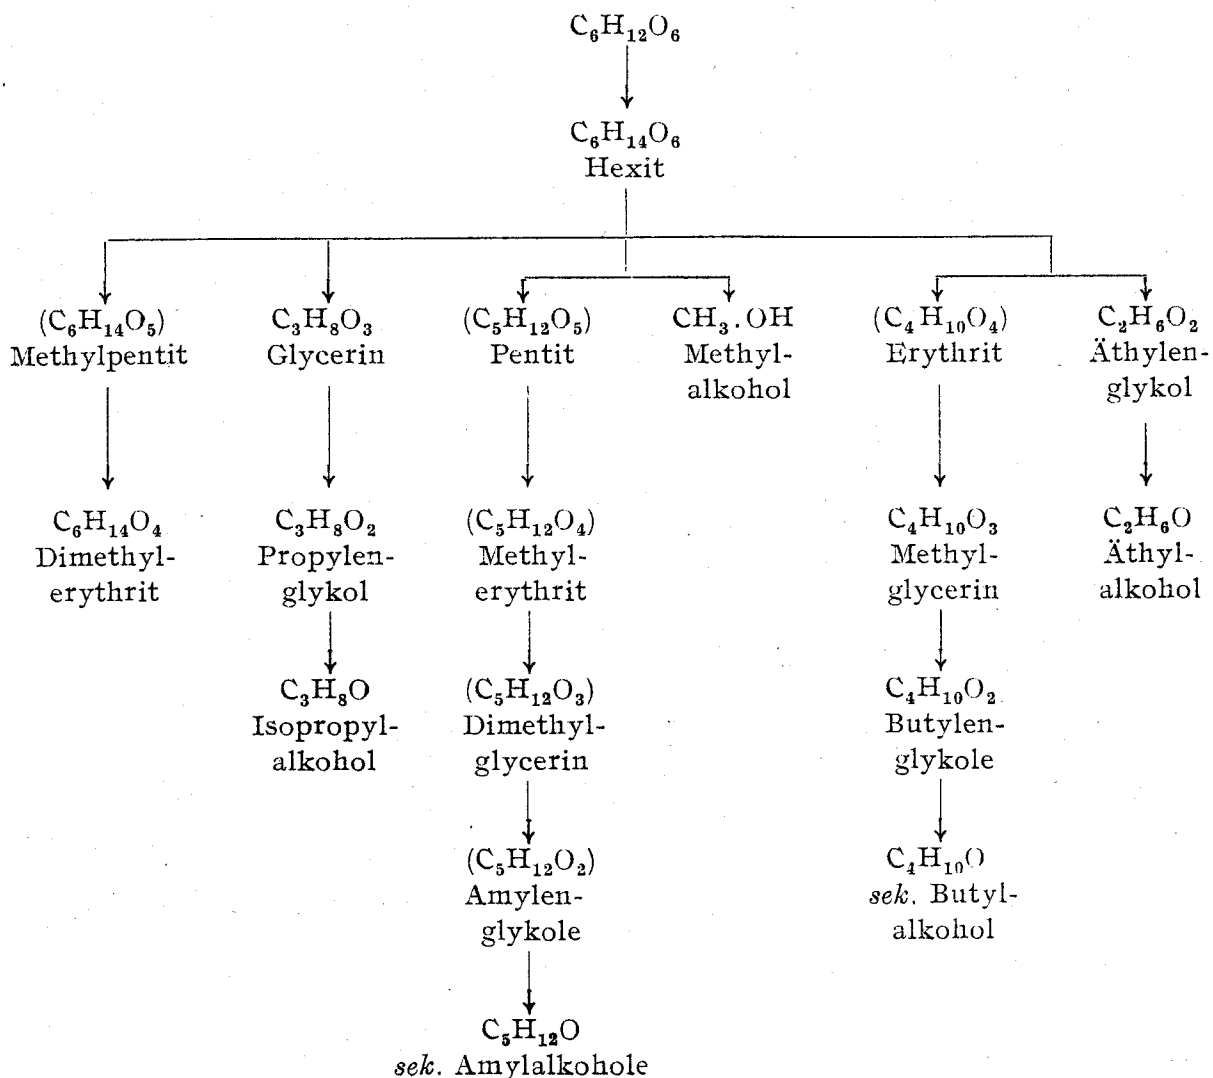 C₆H₁₂O₆
C₆H₁₄O₆
Hexit
(C₆H₁₄O₅) C₃H₈O₃ (C₅H₁₂O₅) CH₃.OH (C₄H₁₀O₄) C₂H₆O₂
Methylpentit Glycerin Pentit Methyl- Erythrit Äthylen-
alkohol glykol
C₆H₁₄O₄ C₃H₈O₂ (C₅H₁₂O₄) C₄H₁₀O₃ C₂H₆O
Dimethyl- Propylen- Methyl- Methyl- Äthyl-
erythrit glykol erythrit glycerin alkohol
C₃H₈O (C₅H₁₂O₃) C₄H₁₀O₂
Isopropyl- Dimethyl- Butylen-
alkohol glycerin glykole
(C₅H₁₂O₂) C₄H₁₀O
Amylen- sek. Butyl-
glykole alkohol
C₅H₁₂O
sek. Amylalkohole